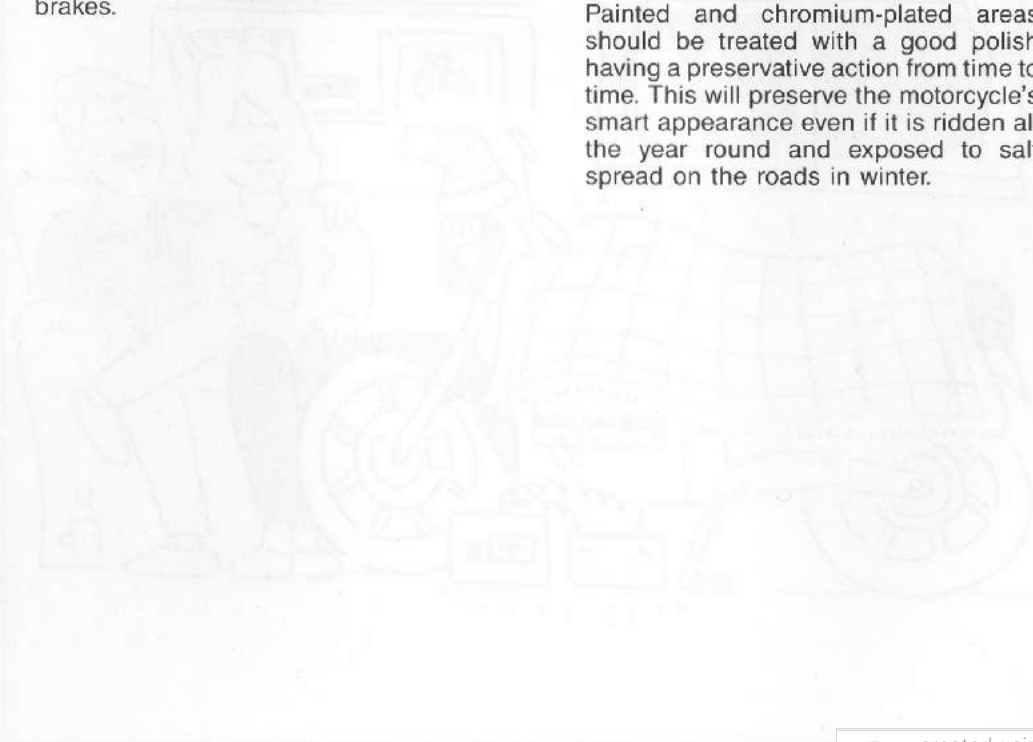 brakes.
Painted and chromium-plated areas
should be treated with a good polish
having a preservative action from time to
time. This will preserve the motorcycle's
smart appearance even if it is ridden al
the year round and exposed to salt
spread on the roads in winter.